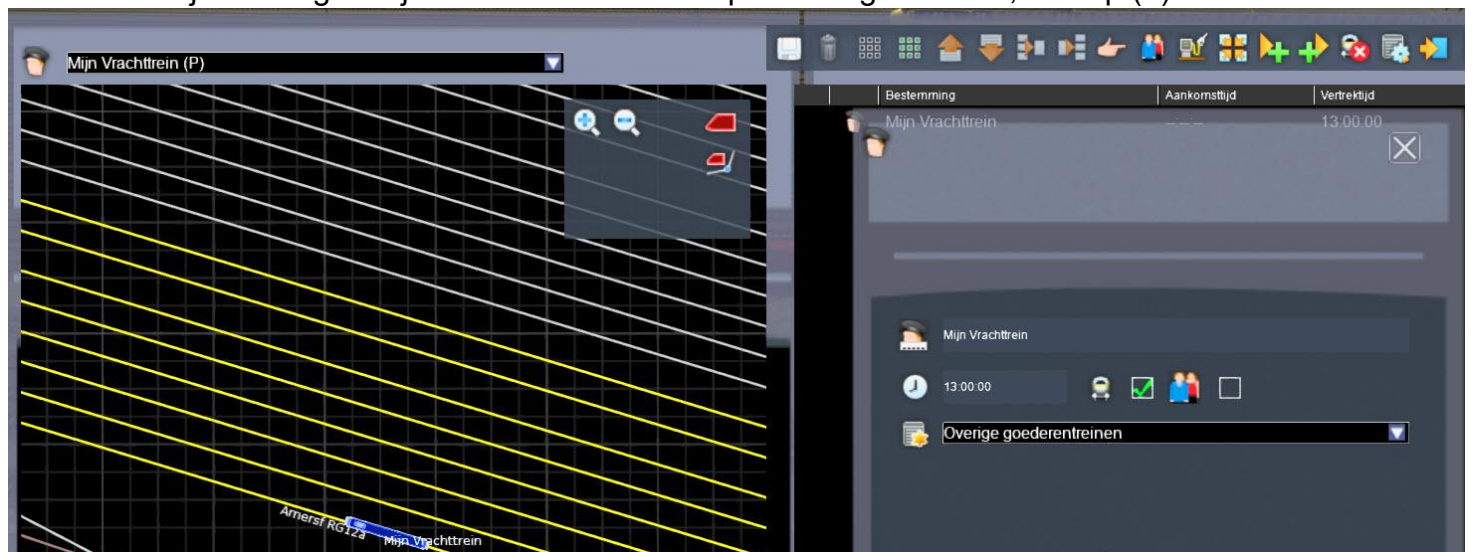 Mijn Vrachttrein (P)
Bestemming Aankomsttijd Vertrektijd
Mijn Vrachttrein --:--:-- 13:00:00
Mijn Vrachttrein
13:00:00
Overige goederentreinen
Amersf RG12a
Mijn Vrachttrein